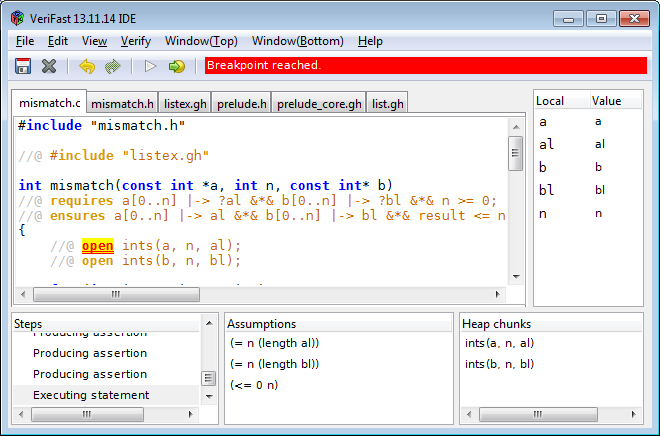 VeriFast 13.11.14 IDE
File Edit View Verify Window(Top) Window(Bottom) Help
Breakpoint reached.
mismatch.c mismatch.h listex.gh prelude.h prelude_core.gh list.gh
#include "mismatch.h"
//@ #include "listex.gh"
int mismatch(const int *a, int n, const int* b)
//@ requires a[0..n] |-> ?al &*& b[0..n] |-> ?bl &*& n >= 0;
//@ ensures a[0..n] |-> al &*& b[0..n] |-> bl &*& result <= n
{
//@ open ints(a, n, al);
//@ open ints(b, n, bl);
Local Value
a a
al al
b b
bl bl
n n
Steps
Producing assertion
Producing assertion
Producing assertion
Executing statement
Assumptions
(= n (length al))
(= n (length bl))
(<= 0 n)
Heap chunks
ints(a, n, al)
ints(b, n, bl)